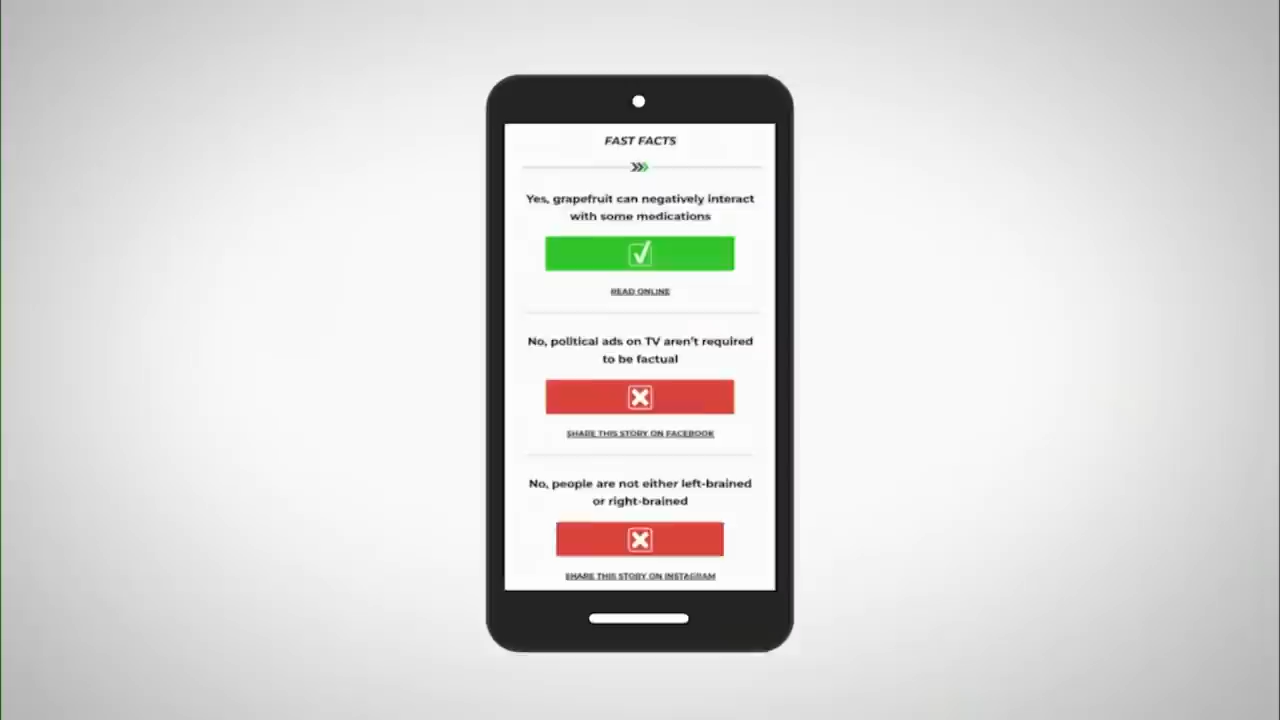 FAST FACTS
Yes, grapefruit can negatively interact
with some medications
READ ONLINE
No, political ads on TV aren't required
to be factual
SHARE THIS STORY ON FACEBOOK
No, people are not either left-brained
or right-brained
SHARE THIS STORY ON INSTAGRAM